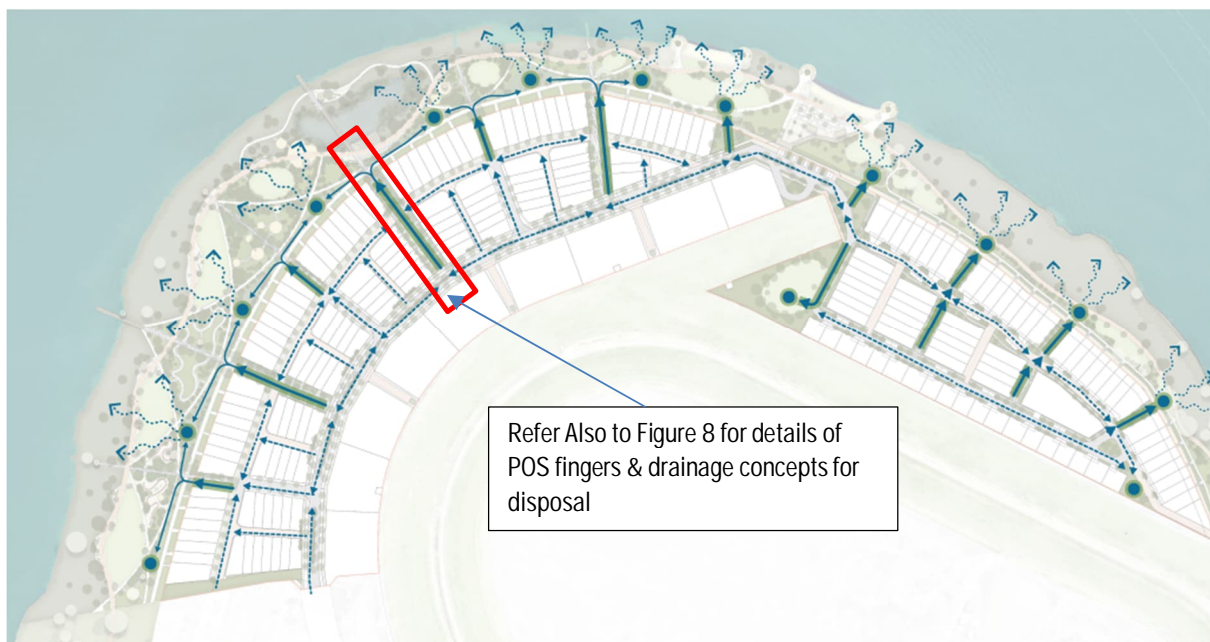 Refer Also to Figure 8 for details of
POS fingers & drainage concepts for
disposal